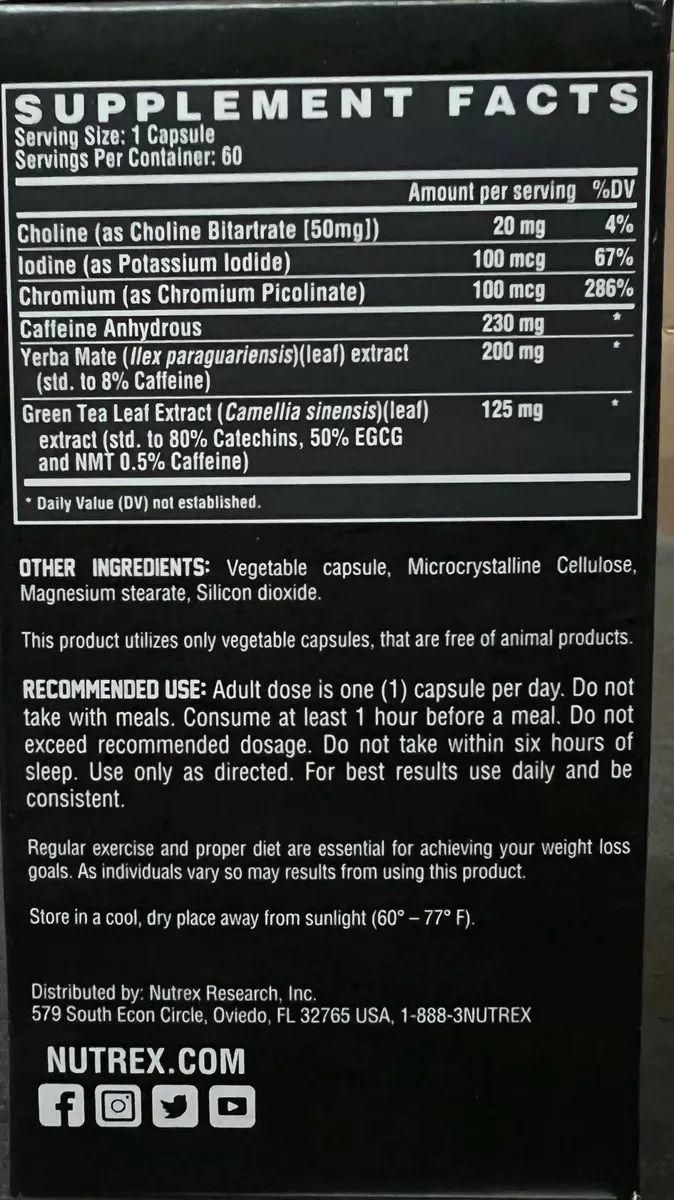 SUPPLEMENT FACTS
Serving Size: 1 Capsule
Servings Per Container: 60
Amount per serving %DV
Choline (as Choline Bitartrate [50mg]) 20 mg 4%
Iodine (as Potassium Iodide) 100 mcg 67%
Chromium (as Chromium Picolinate) 100 mcg 286%
Caffeine Anhydrous 230 mg *
Yerba Mate (Ilex paraguariensis)(leaf) extract 200 mg *
(std. to 8% Caffeine)
Green Tea Leaf Extract (Camellia sinensis)(leaf) 125 mg *
extract (std. to 80% Catechins, 50% EGCG
and NMT 0.5% Caffeine)
* Daily Value (DV) not established.
OTHER INGREDIENTS: Vegetable capsule, Microcrystalline Cellulose,
Magnesium stearate, Silicon dioxide.
This product utilizes only vegetable capsules, that are free of animal products.
RECOMMENDED USE: Adult dose is one (1) capsule per day. Do not
take with meals. Consume at least 1 hour before a meal. Do not
exceed recommended dosage. Do not take within six hours of
sleep. Use only as directed. For best results use daily and be
consistent.
Regular exercise and proper diet are essential for achieving your weight loss
goals. As individuals vary so may results from using this product.
Store in a cool, dry place away from sunlight (60° – 77° F).
Distributed by: Nutrex Research, Inc.
579 South Econ Circle, Oviedo, FL 32765 USA, 1-888-3NUTREX
NUTREX.COM